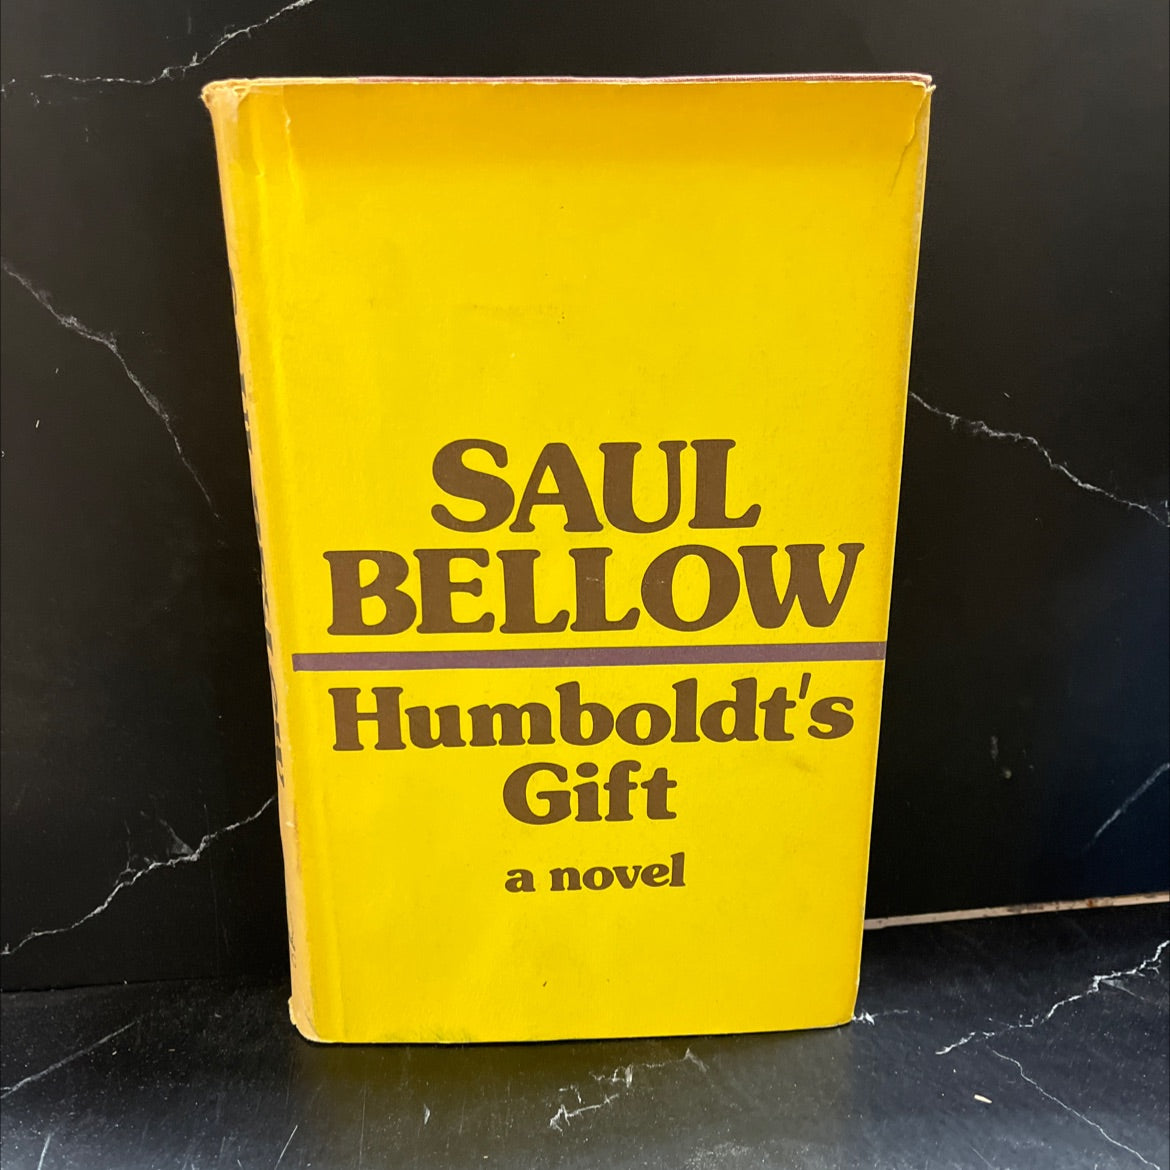 SAUL
BELLOW
Humboldt's
Gift
a novel